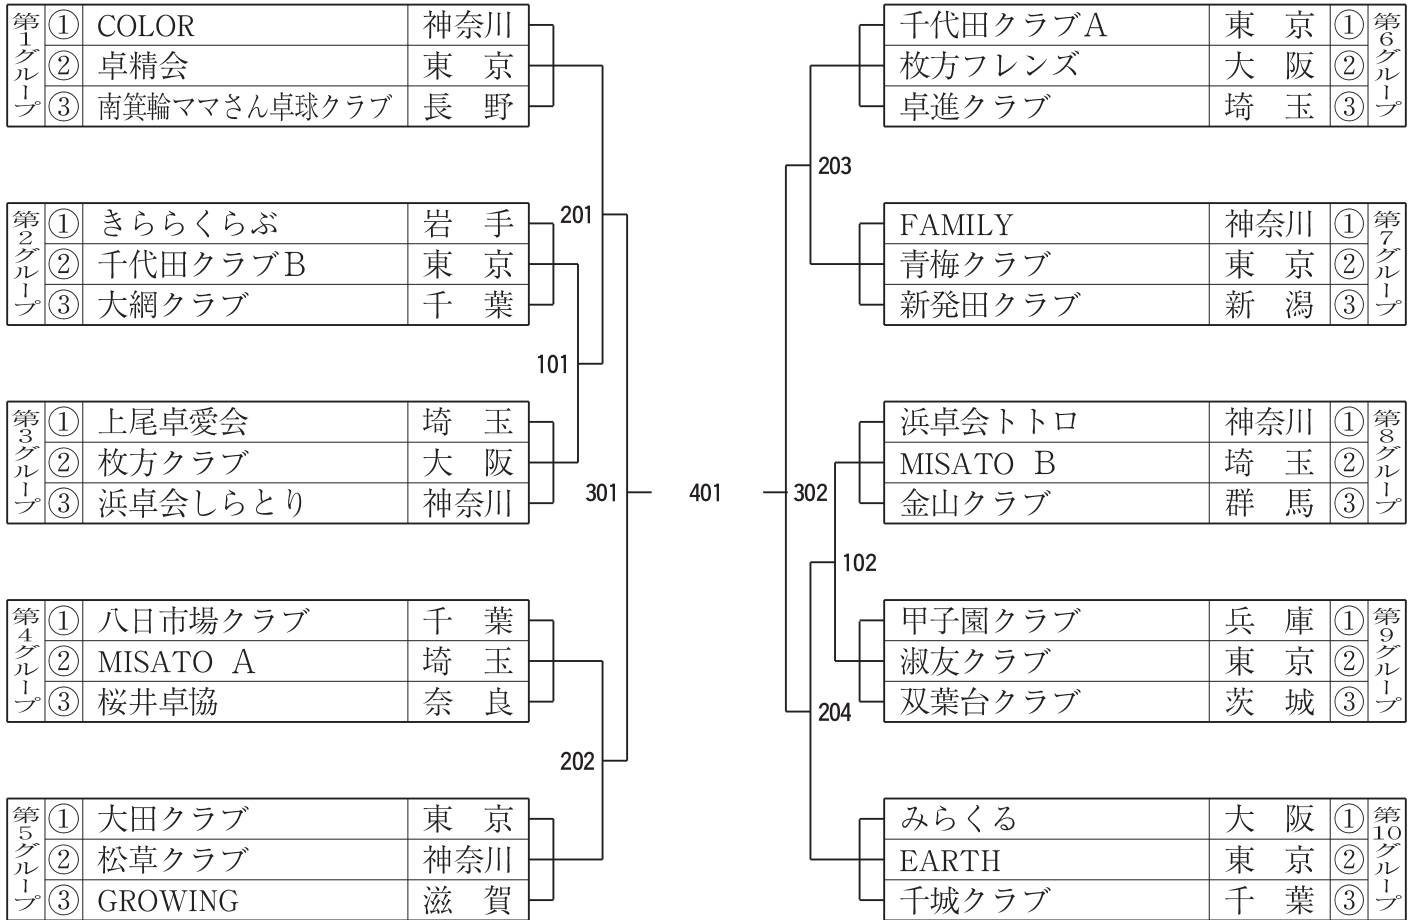 第1グループ
① COLOR 神奈川
② 卓精会 東 京
③ 南箕輪ママさん卓球クラブ 長 野
第2グループ
① きららくらぶ 岩 手
② 千代田クラブB 東 京
③ 大網クラブ 千 葉
第3グループ
① 上尾卓愛会 埼 玉
② 枚方クラブ 大 阪
③ 浜卓会しらとり 神奈川
第4グループ
① 八日市場クラブ 千 葉
② MISATO A 埼 玉
③ 桜井卓協 奈 良
第5グループ
① 大田クラブ 東 京
② 松草クラブ 神奈川
③ GROWING 滋 賀
201
101
301
202
401
203
302
102
204
千代田クラブA 東 京 ①
枚方フレンズ 大 阪 ②
卓進クラブ 埼 玉 ③
第6グループ
FAMILY 神奈川 ①
青梅クラブ 東 京 ②
新発田クラブ 新 潟 ③
第7グループ
浜卓会トトロ 神奈川 ①
MISATO B 埼 玉 ②
金山クラブ 群 馬 ③
第8グループ
甲子園クラブ 兵 庫 ①
淑友クラブ 東 京 ②
双葉台クラブ 茨 城 ③
第9グループ
みらくる 大 阪 ①
EARTH 東 京 ②
千城クラブ 千 葉 ③
第10グループ